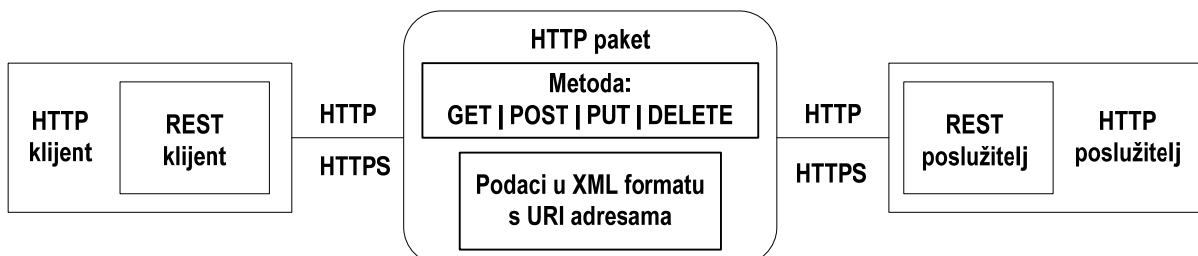 HTTP
klijent
REST
klijent
HTTP
HTTPS
HTTP paket
Metoda:
GET | POST | PUT | DELETE
Podaci u XML formatu
s URI adresama
HTTP
HTTPS
REST
poslužitelj
HTTP
poslužitelj